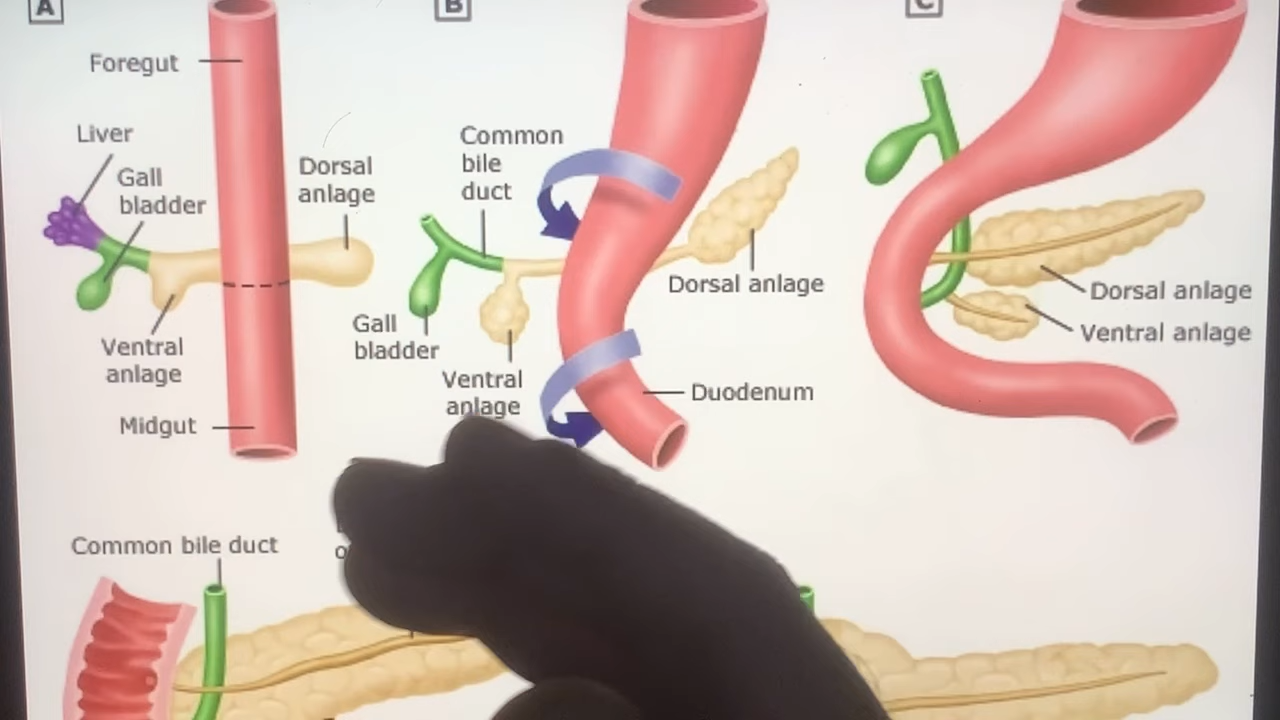 A
B
C
Foregut
Liver
Gall
bladder
Dorsal
anlage
Ventral
anlage
Midgut
Common
bile
duct
Dorsal anlage
Gall
bladder
Ventral
anlage
Duodenum
Dorsal anlage
Ventral anlage
Common bile duct